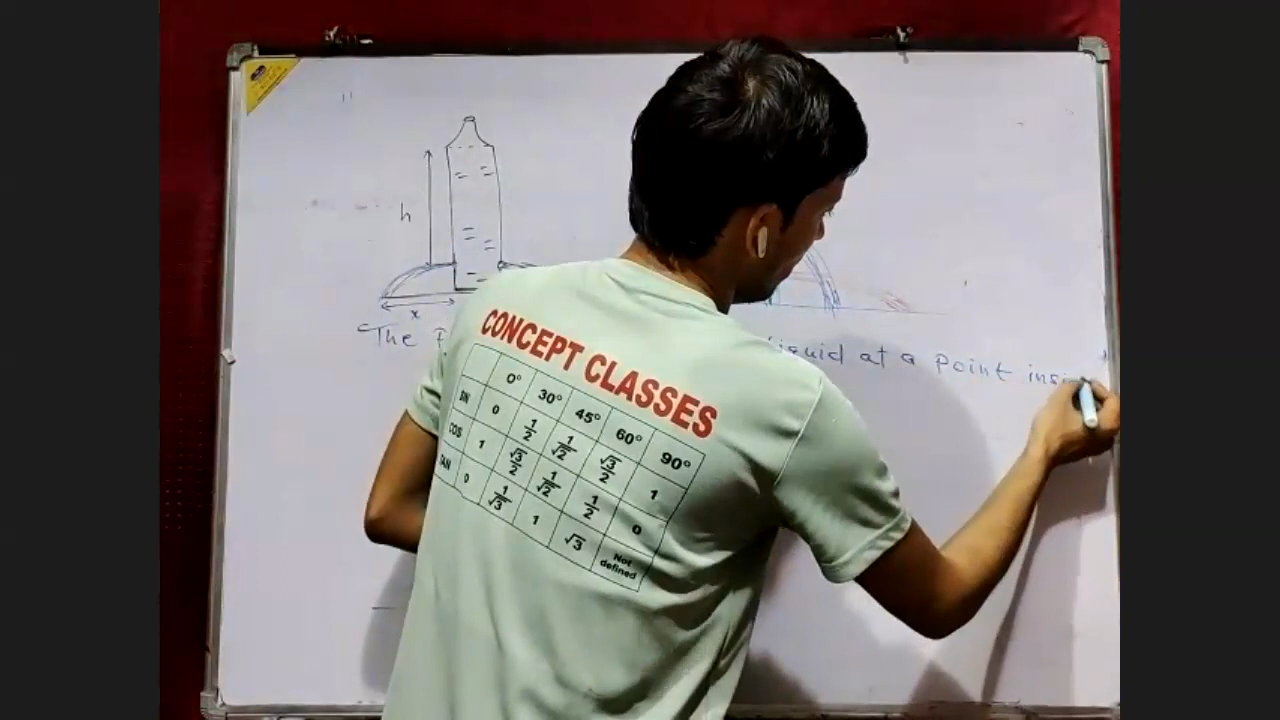 h
x
The
liquid at a point insi
CONCEPT CLASSES
0° 30° 45° 60° 90°
SIN 0 1/2 1/√2 √3/2 1
COS 1 √3/2 1/√2 1/2 0
TAN 0 1/√3 1 √3 Not defined